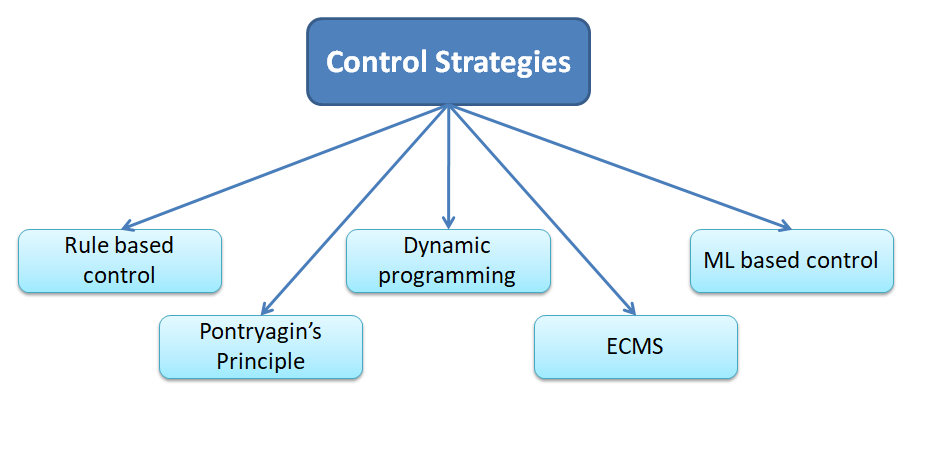 Control Strategies
Rule based
control
Dynamic
programming
ML based control
Pontryagin’s
Principle
ECMS